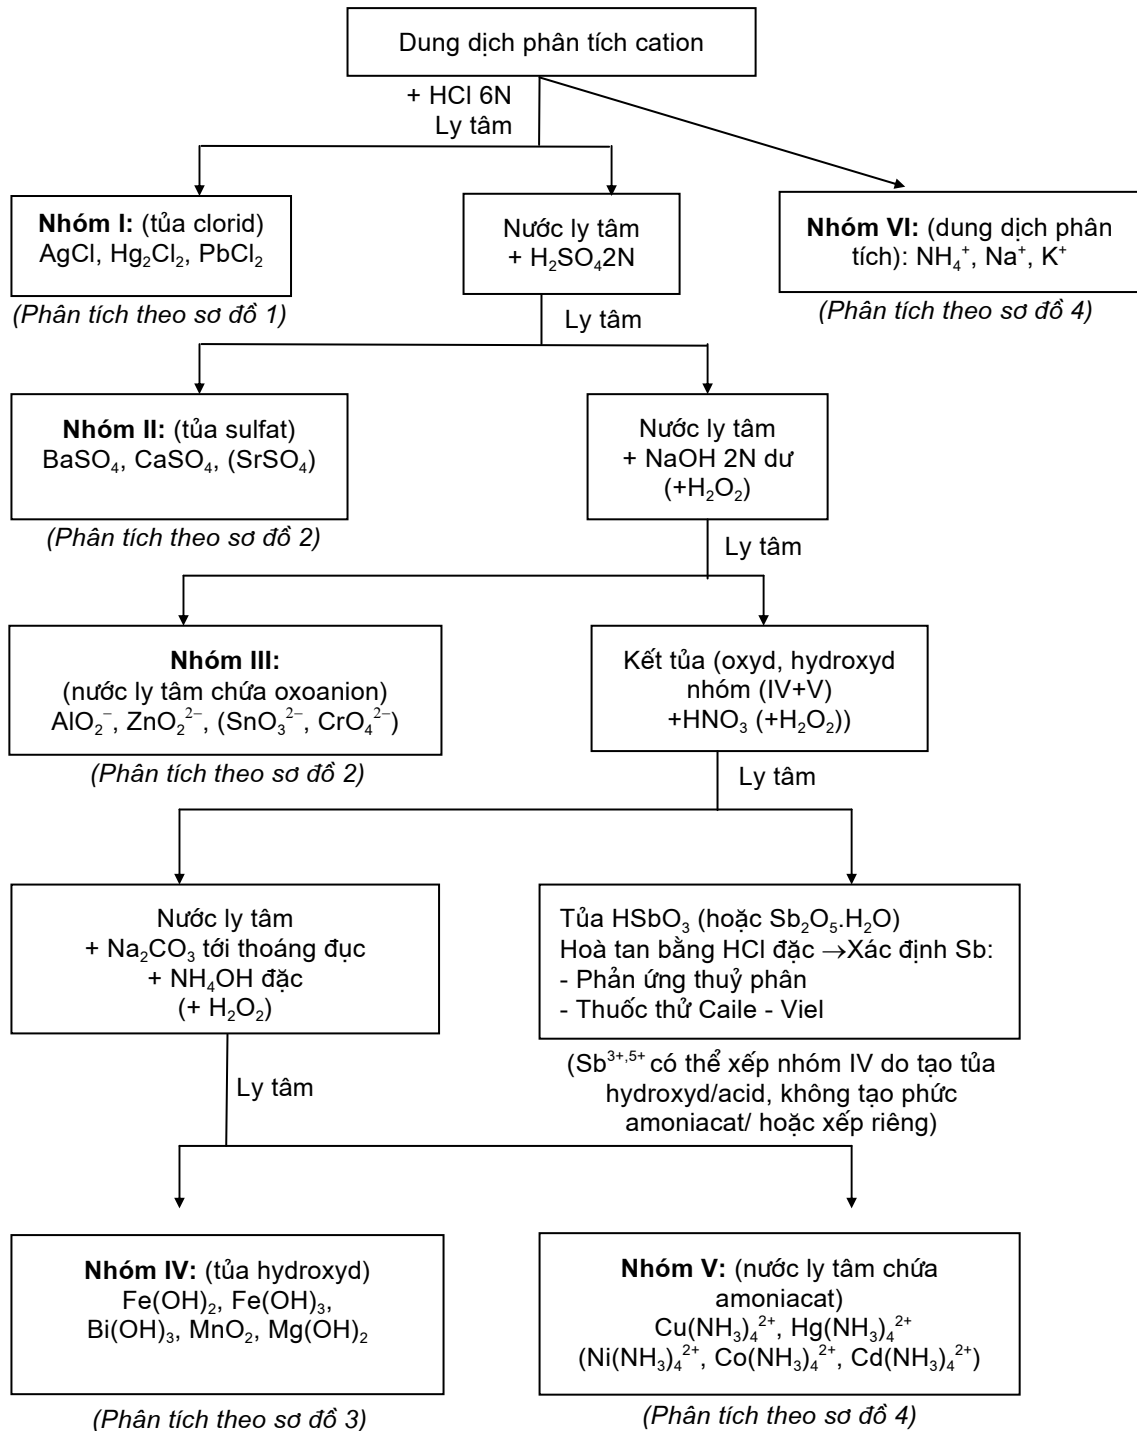 Dung dịch phân tích cation
+ HCl 6N
Ly tâm
Nhóm I: (tủa clorid)
AgCl, Hg₂Cl₂, PbCl₂
(Phân tích theo sơ đồ 1)
Nước ly tâm
+ H₂SO₄2N
Nhóm VI: (dung dịch phân
tích): NH₄⁺, Na⁺, K⁺
(Phân tích theo sơ đồ 4)
Ly tâm
Nhóm II: (tủa sulfat)
BaSO₄, CaSO₄, (SrSO₄)
(Phân tích theo sơ đồ 2)
Nước ly tâm
+ NaOH 2N dư
(+H₂O₂)
Ly tâm
Nhóm III:
(nước ly tâm chứa oxoanion)
AlO₂⁻, ZnO₂²⁻, (SnO₃²⁻, CrO₄²⁻)
(Phân tích theo sơ đồ 2)
Kết tủa (oxyd, hydroxyd
nhóm (IV+V)
+HNO₃ (+H₂O₂))
Ly tâm
Nước ly tâm
+ Na₂CO₃ tới thoáng đục
+ NH₄OH đặc
(+ H₂O₂)
Tủa HSbO₃ (hoặc Sb₂O₅.H₂O)
Hoà tan bằng HCl đặc →Xác định Sb:
- Phản ứng thuỷ phân
- Thuốc thử Caile - Viel
(Sb³⁺,⁵⁺ có thể xếp nhóm IV do tạo tủa
hydroxyd/acid, không tạo phức
amoniacat/ hoặc xếp riêng)
Ly tâm
Nhóm IV: (tủa hydroxyd)
Fe(OH)₂, Fe(OH)₃,
Bi(OH)₃, MnO₂, Mg(OH)₂
(Phân tích theo sơ đồ 3)
Nhóm V: (nước ly tâm chứa
amoniacat)
Cu(NH₃)₄²⁺, Hg(NH₃)₄²⁺
(Ni(NH₃)₄²⁺, Co(NH₃)₄²⁺, Cd(NH₃)₄²⁺)
(Phân tích theo sơ đồ 4)